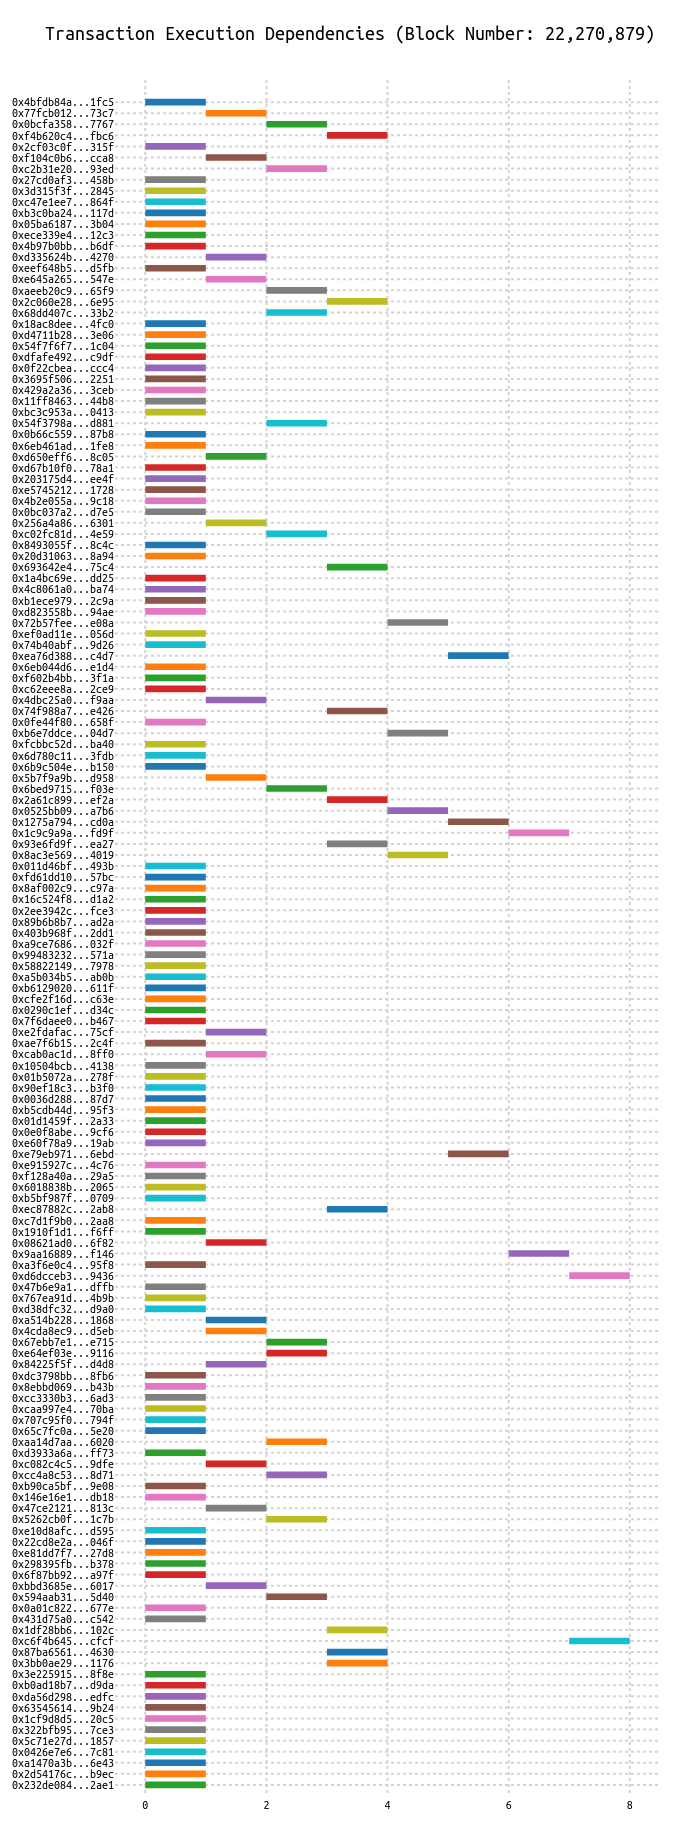 Transaction Execution Dependencies (Block Number: 22,270,879)
0x4bfdb84a...1fc5
0x77fcb012...73c7
0x0bcfa358...7767
0xf4b620c4...fbc6
0x2cf03c0f...315f
0xf104c0b6...cca8
0xc2b31e20...93ed
0x27cd0af3...458b
0x3d315f3f...2845
0xc47e1ee7...864f
0xb3c0ba24...117d
0x05ba6187...3b04
0xece339e4...12c3
0x4b97b0bb...b6df
0xd335624b...4270
0xeef648b5...d5fb
0xe645a265...547e
0xaeeb20c9...65f9
0x2c060e28...6e95
0x68dd407c...33b2
0x18ac8dee...4fc0
0xd4711b28...3e06
0x54f7f6f7...1c04
0xdfafe492...c9df
0x0f22cbea...ccc4
0x3695f506...2251
0x429a2a36...3ceb
0x11ff8463...44b8
0xbc3c953a...0413
0x54f3798a...d881
0x0b66c559...87b8
0x6eb461ad...1fe8
0xd650eff6...8c05
0xd67b10f0...78a1
0x203175d4...ee4f
0xe5745212...1728
0x4b2e055a...9c18
0x0bc037a2...d7e5
0x256a4a86...6301
0xc02fc81d...4e59
0x8493055f...8c4c
0x20d31063...8a94
0x693642e4...75c4
0x1a4bc69e...dd25
0x4c8061a0...ba74
0xb1ece979...2c9a
0xd823558b...94ae
0x72b57fee...e08a
0xef0ad11e...056d
0x74b40abf...9d26
0xea76d388...c4d7
0x6eb044d6...e1d4
0xf602b4bb...3f1a
0xc62eee8a...2ce9
0x4dbc25a0...f9aa
0x74f988a7...e426
0x0fe44f80...658f
0xb6e7ddce...04d7
0xfcbbc52d...ba40
0x6d780c11...3fdb
0x6b9c504e...b150
0x5b7f9a9b...d958
0x6bed9715...f03e
0x2a61c899...ef2a
0x0525bb09...a7b6
0x1275a794...cd0a
0x1c9c9a9a...fd9f
0x93e6fd9f...ea27
0x8ac3e569...4019
0x011d46bf...493b
0xfd61dd10...57bc
0x8af002c9...c97a
0x16c524f8...d1a2
0x2ee3942c...fce3
0x89b6b8b7...ad2a
0x403b968f...2dd1
0xa9ce7686...032f
0x99483232...571a
0x58822149...7978
0xa5b034b5...ab0b
0xb6129020...611f
0xcfe2f16d...c63e
0x0290c1ef...d34c
0x7f6daee0...b467
0xe2fdafac...75cf
0xae7f6b15...2c4f
0xcab0ac1d...8ff0
0x10504bcb...4138
0x01b5072a...278f
0x90ef18c3...b3f0
0x0036d288...87d7
0xb5cdb44d...95f3
0x01d1459f...2a33
0x0e0f8abe...9cf6
0xe60f78a9...19ab
0xe79eb971...6ebd
0xe915927c...4c76
0xf128a40a...29a5
0x6018838b...2065
0xb5bf987f...0709
0xec87882c...2ab8
0xc7d1f9b0...2aa8
0x1910f1d1...f6ff
0x08621ad0...6f82
0x9aa16889...f146
0xa3f6e0c4...95f8
0xd6dcceb3...9436
0x47b6e9a1...dffb
0x767ea91d...4b9b
0xd38dfc32...d9a0
0xa514b228...1868
0x4cda8ec9...d5eb
0x67ebb7e1...e715
0xe64ef03e...9116
0x84225f5f...d4d8
0xdc3798bb...8fb6
0x8ebbd069...b43b
0xcc3330b3...6ad3
0xcaa997e4...70ba
0x707c95f0...794f
0x65c7fc0a...5e20
0xaa14d7aa...6020
0xd3933a6a...ff73
0xc082c4c5...9dfe
0xcc4a8c53...8d71
0xb90ca5bf...9e08
0x146e16e1...db18
0x47ce2121...813c
0x5262cb0f...1c7b
0xe10d8afc...d595
0x22cd8e2a...046f
0xe81dd7f7...27d8
0x298395fb...b378
0x6f87bb92...a97f
0xbbd3685e...6017
0x594aab31...5d40
0x0a01c822...677e
0x431d75a0...c542
0x1df28bb6...102c
0xc6f4b645...cfcf
0x87ba6561...4630
0x3bb0ae29...1176
0x3e225915...8f8e
0xb0ad18b7...d9da
0xda56d298...edfc
0x63545614...9b24
0x1cf9d8d5...20c5
0x322bfb95...7ce3
0x5c71e27d...1857
0x0426e7e6...7c81
0xa1470a3b...6e43
0x2d54176c...b9ec
0x232de084...2ae1
0 2 4 6 8